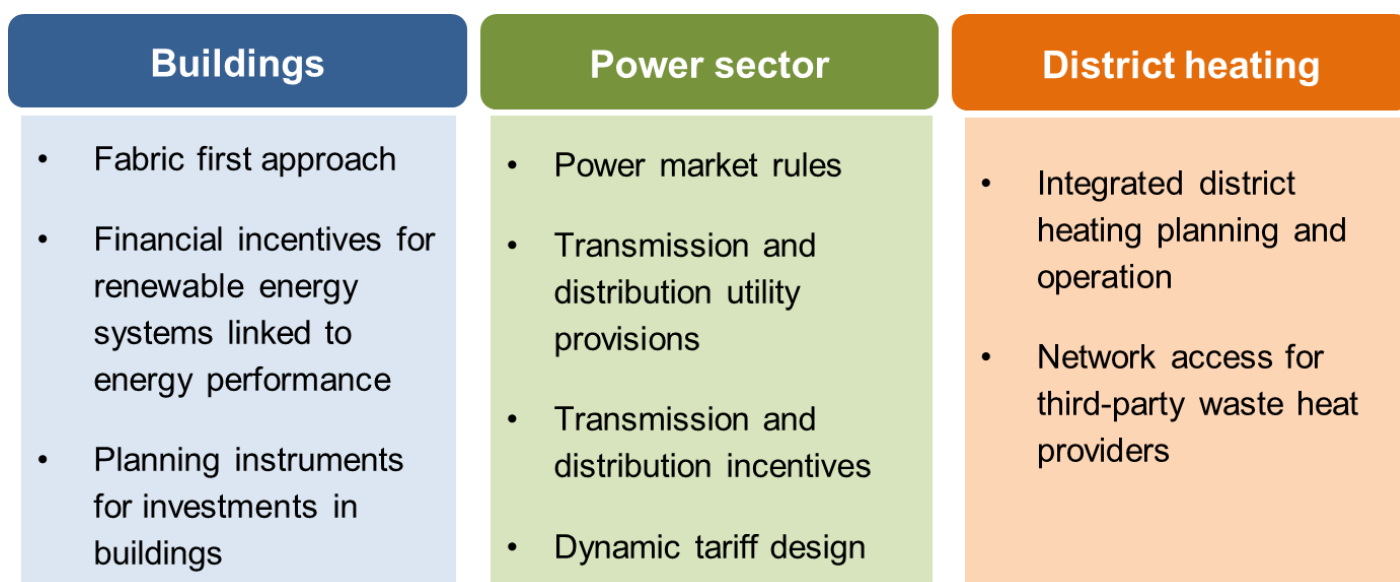 Buildings
• Fabric first approach
• Financial incentives for
renewable energy
systems linked to
energy performance
• Planning instruments
for investments in
buildings
Power sector
• Power market rules
• Transmission and
distribution utility
provisions
• Transmission and
distribution incentives
• Dynamic tariff design
District heating
• Integrated district
heating planning and
operation
• Network access for
third-party waste heat
providers